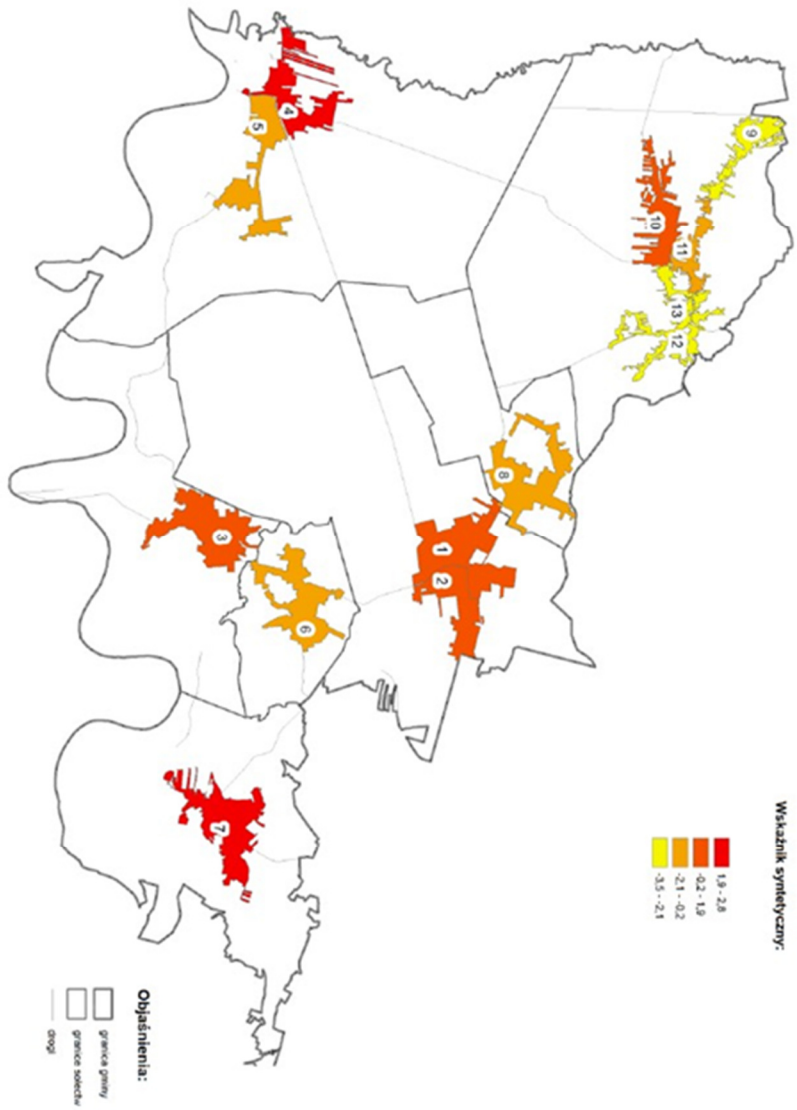 9
10
11
13
12
4
5
8
1
2
3
6
7
Wskaźnik syntetyczny:
1,9 - 2,8
-0,2 - 1,9
-2,1 - -0,2
-3,5 - -2,1
Objaśnienia:
granica gminy
granice sołectw
drogi